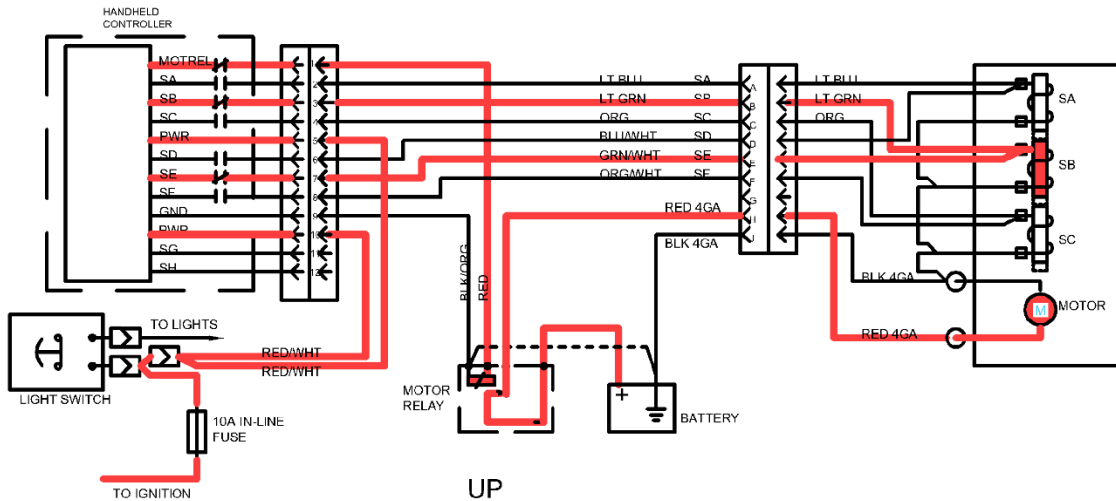 HANDHELD
CONTROLLER
MOTREL
SA
SB
SC
PWR
SD
SE
SF
GND
PWR
SG
SH
1
2
3
4
5
6
7
8
9
10
11
12
LT BLU SA
LT GRN SB
ORG SC
BLU/WHT SD
GRN/WHT SE
ORG/WHT SF
RED 4GA
BLK 4GA
A
B
C
D
E
F
G
H
J
LT BLU
LT GRN
ORG
SA
SB
SC
BLK 4GA
RED 4GA
M
MOTOR
BLK/ORG
RED
TO LIGHTS
RED/WHT
RED/WHT
LIGHT SWITCH
10A IN-LINE
FUSE
TO IGNITION
MOTOR
RELAY
+
BATTERY
UP